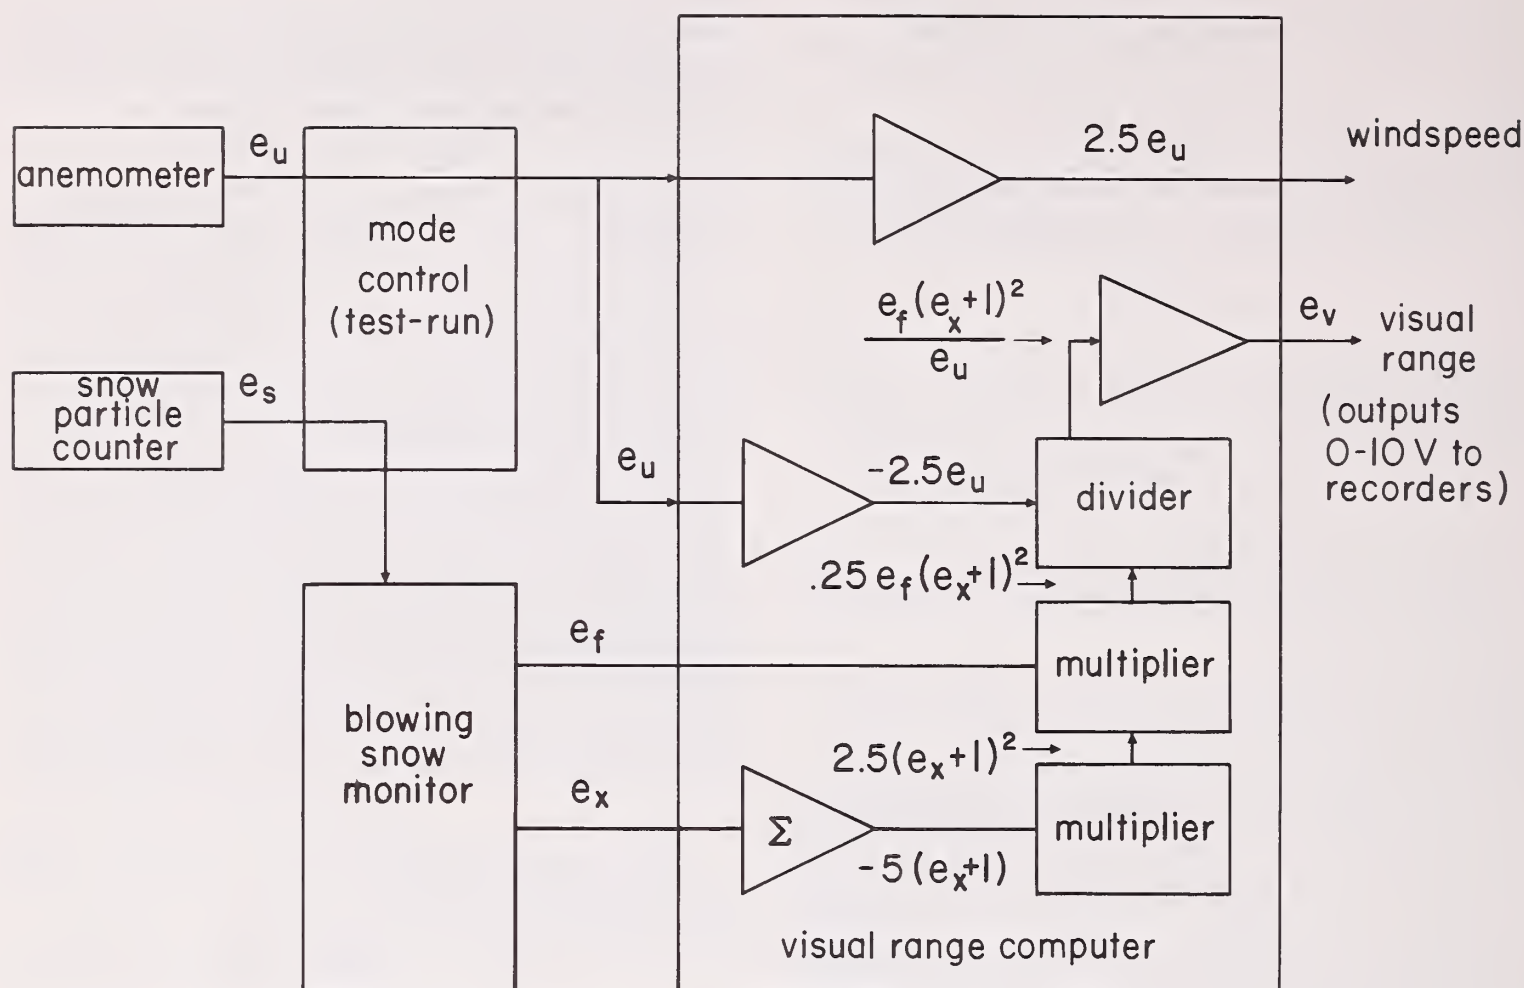 anemometer
e_u
mode
control
(test-run)
2.5 e_u
windspeed
snow
particle
counter
e_s
e_f(e_x+1)²
e_u
e_v
visual
range
(outputs
0-10 V to
recorders)
e_u
-2.5e_u
divider
.25 e_f(e_x+1)²
blowing
snow
monitor
e_f
multiplier
2.5(e_x+1)²
e_x
Σ
-5(e_x+1)
multiplier
visual range computer